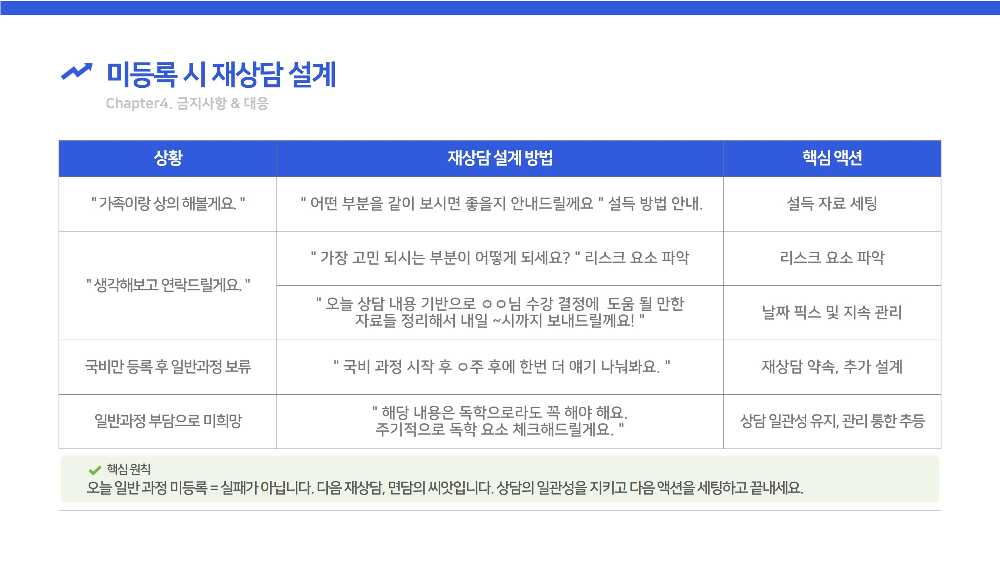 미등록 시 재상담 설계
Chapter4. 금지사항 & 대응
상황
재상담 설계 방법
핵심 액션
" 가족이랑 상의 해볼게요. "
" 어떤 부분을 같이 보시면 좋을지 안내드릴께요 " 설득 방법 안내.
설득 자료 세팅
" 생각해보고 연락드릴게요. "
" 가장 고민 되시는 부분이 어떻게 되세요? " 리스크 요소 파악
리스크 요소 파악
" 오늘 상담 내용 기반으로 ㅇㅇ님 수강 결정에  도움 될 만한
자료들 정리해서 내일 ~시까지 보내드릴께요! "
날짜 픽스 및 지속 관리
국비만 등록 후 일반과정 보류
" 국비 과정 시작 후 ㅇ주 후에 한번 더 얘기 나눠봐요. "
재상담 약속, 추가 설계
일반과정 부담으로 미희망
" 해당 내용은 독학으로라도 꼭 해야 해요.
주기적으로 독학 요소 체크해드릴게요. "
상담 일관성 유지, 관리 통한 추등
핵심 원칙
오늘 일반 과정 미등록 = 실패가 아닙니다. 다음 재상담, 면담의 씨앗입니다. 상담의 일관성을 지키고 다음 액션을 세팅하고 끝내세요.